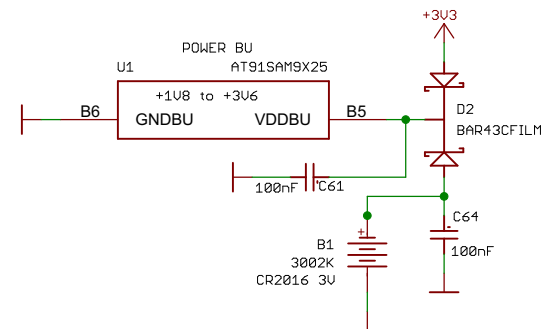 +3V3
POWER BU
U1
AT91SAM9X25
+1V8 to +3V6
B6
GNDBU
VDDBU
B5
D2
BAR43CFILM
100nF
C61
C64
+
100nF
B1
3002K
CR2016 3V